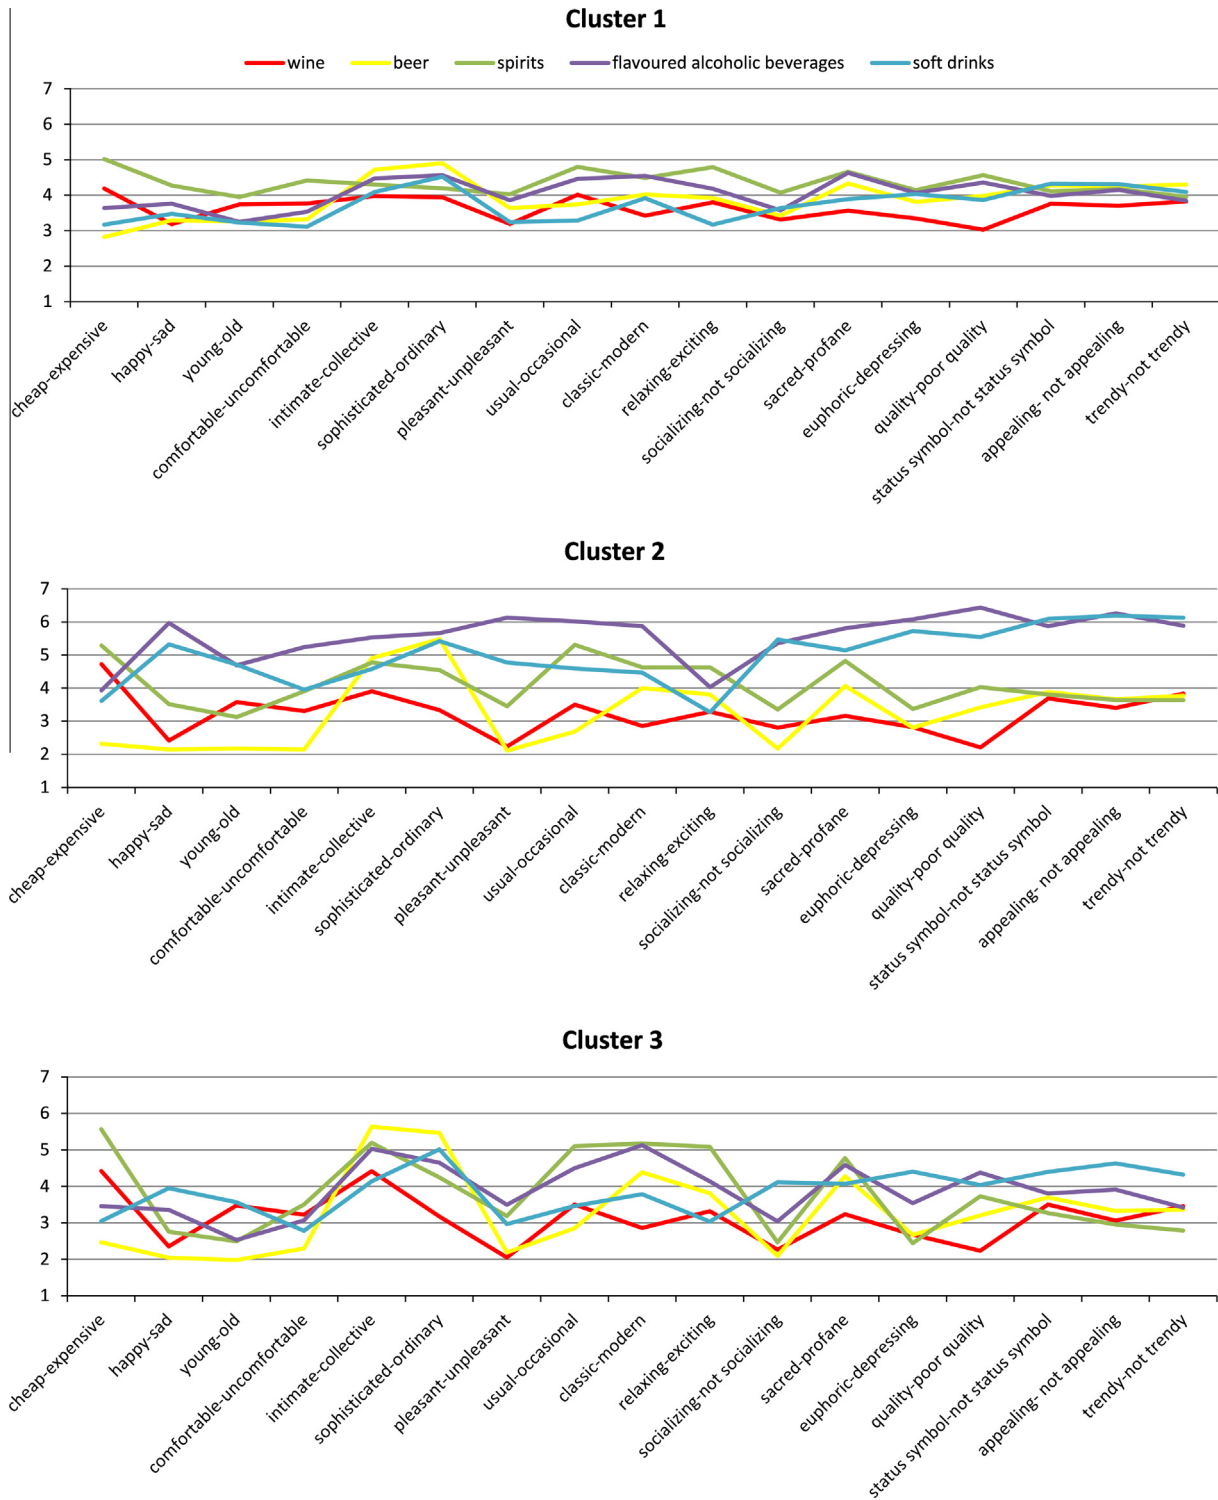 Cluster 1
wine beer spirits flavoured alcoholic beverages soft drinks
7
6
5
4
3
2
1
cheap-expensive
happy-sad
young-old
comfortable-uncomfortable
intimate-collective
sophisticated-ordinary
pleasant-unpleasant
usual-occasional
classic-modern
relaxing-exciting
socializing-not socializing
sacred-profane
euphoric-depressing
quality-poor quality
status symbol-not status symbol
appealing- not appealing
trendy-not trendy
Cluster 2
7
6
5
4
3
2
1
cheap-expensive
happy-sad
young-old
comfortable-uncomfortable
intimate-collective
sophisticated-ordinary
pleasant-unpleasant
usual-occasional
classic-modern
relaxing-exciting
socializing-not socializing
sacred-profane
euphoric-depressing
quality-poor quality
status symbol-not status symbol
appealing- not appealing
trendy-not trendy
Cluster 3
7
6
5
4
3
2
1
cheap-expensive
happy-sad
young-old
comfortable-uncomfortable
intimate-collective
sophisticated-ordinary
pleasant-unpleasant
usual-occasional
classic-modern
relaxing-exciting
socializing-not socializing
sacred-profane
euphoric-depressing
quality-poor quality
status symbol-not status symbol
appealing- not appealing
trendy-not trendy